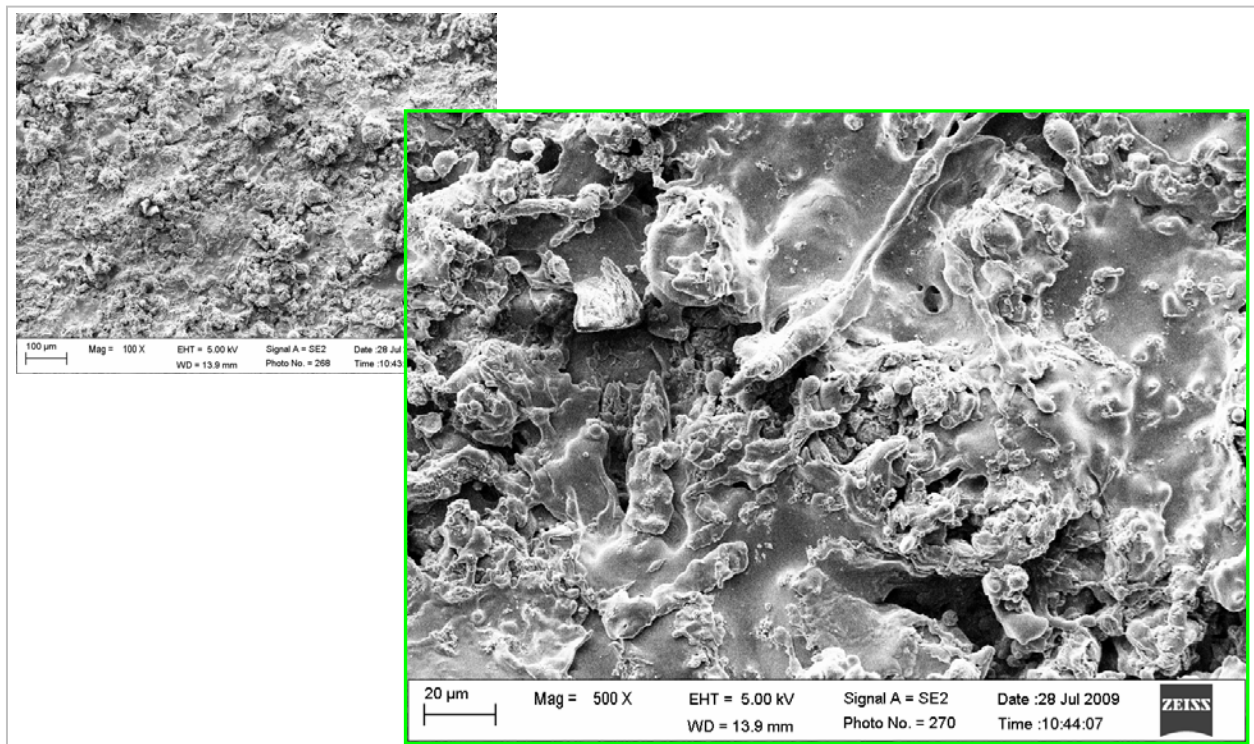 100 µm
Mag = 100 X
EHT = 5.00 kV
Signal A = SE2
Date :28 Jul
WD = 13.9 mm
Photo No. = 268
Time :10:43:
20 µm
Mag = 500 X
EHT = 5.00 kV
Signal A = SE2
Date :28 Jul 2009
WD = 13.9 mm
Photo No. = 270
Time :10:44:07
ZEISS